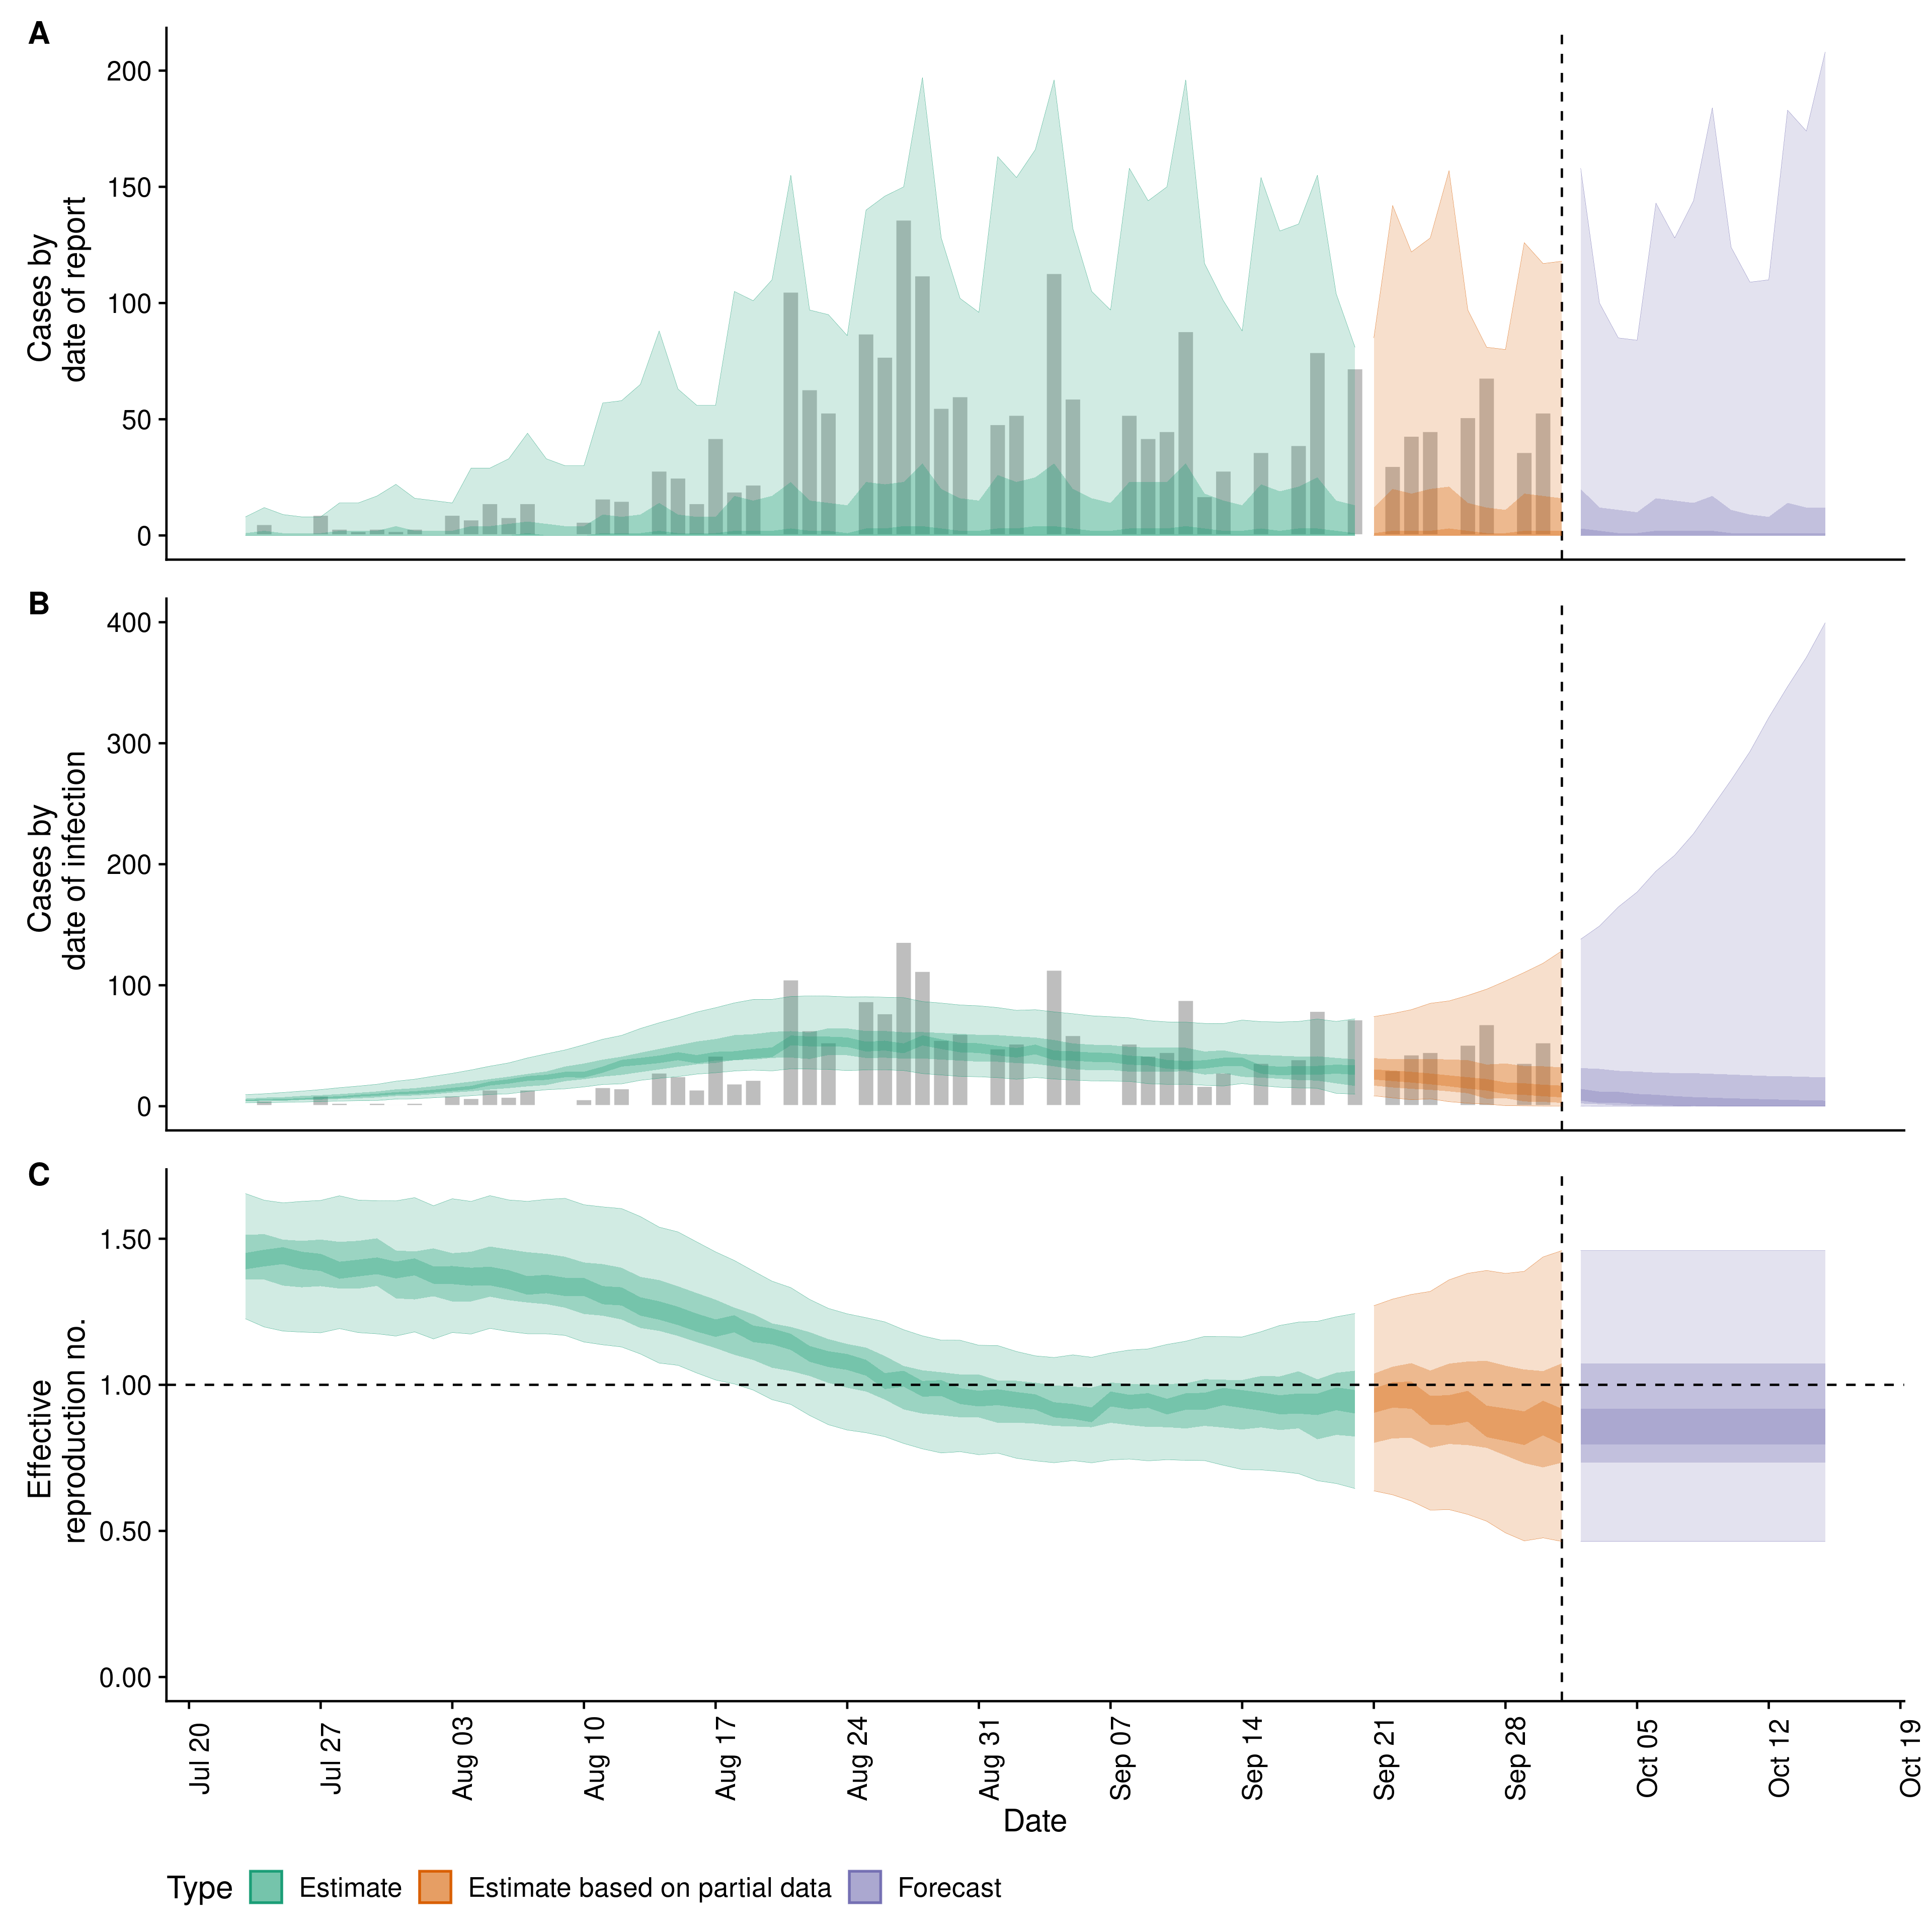 A
200
150
100
50
0
Cases by
date of report
B
400
300
200
100
0
Cases by
date of infection
C
1.50
1.00
0.50
0.00
Effective
reproduction no.
Jul 20
Jul 27
Aug 03
Aug 10
Aug 17
Aug 24
Aug 31
Sep 07
Sep 14
Sep 21
Sep 28
Oct 05
Oct 12
Oct 19
Date
Type Estimate Estimate based on partial data Forecast